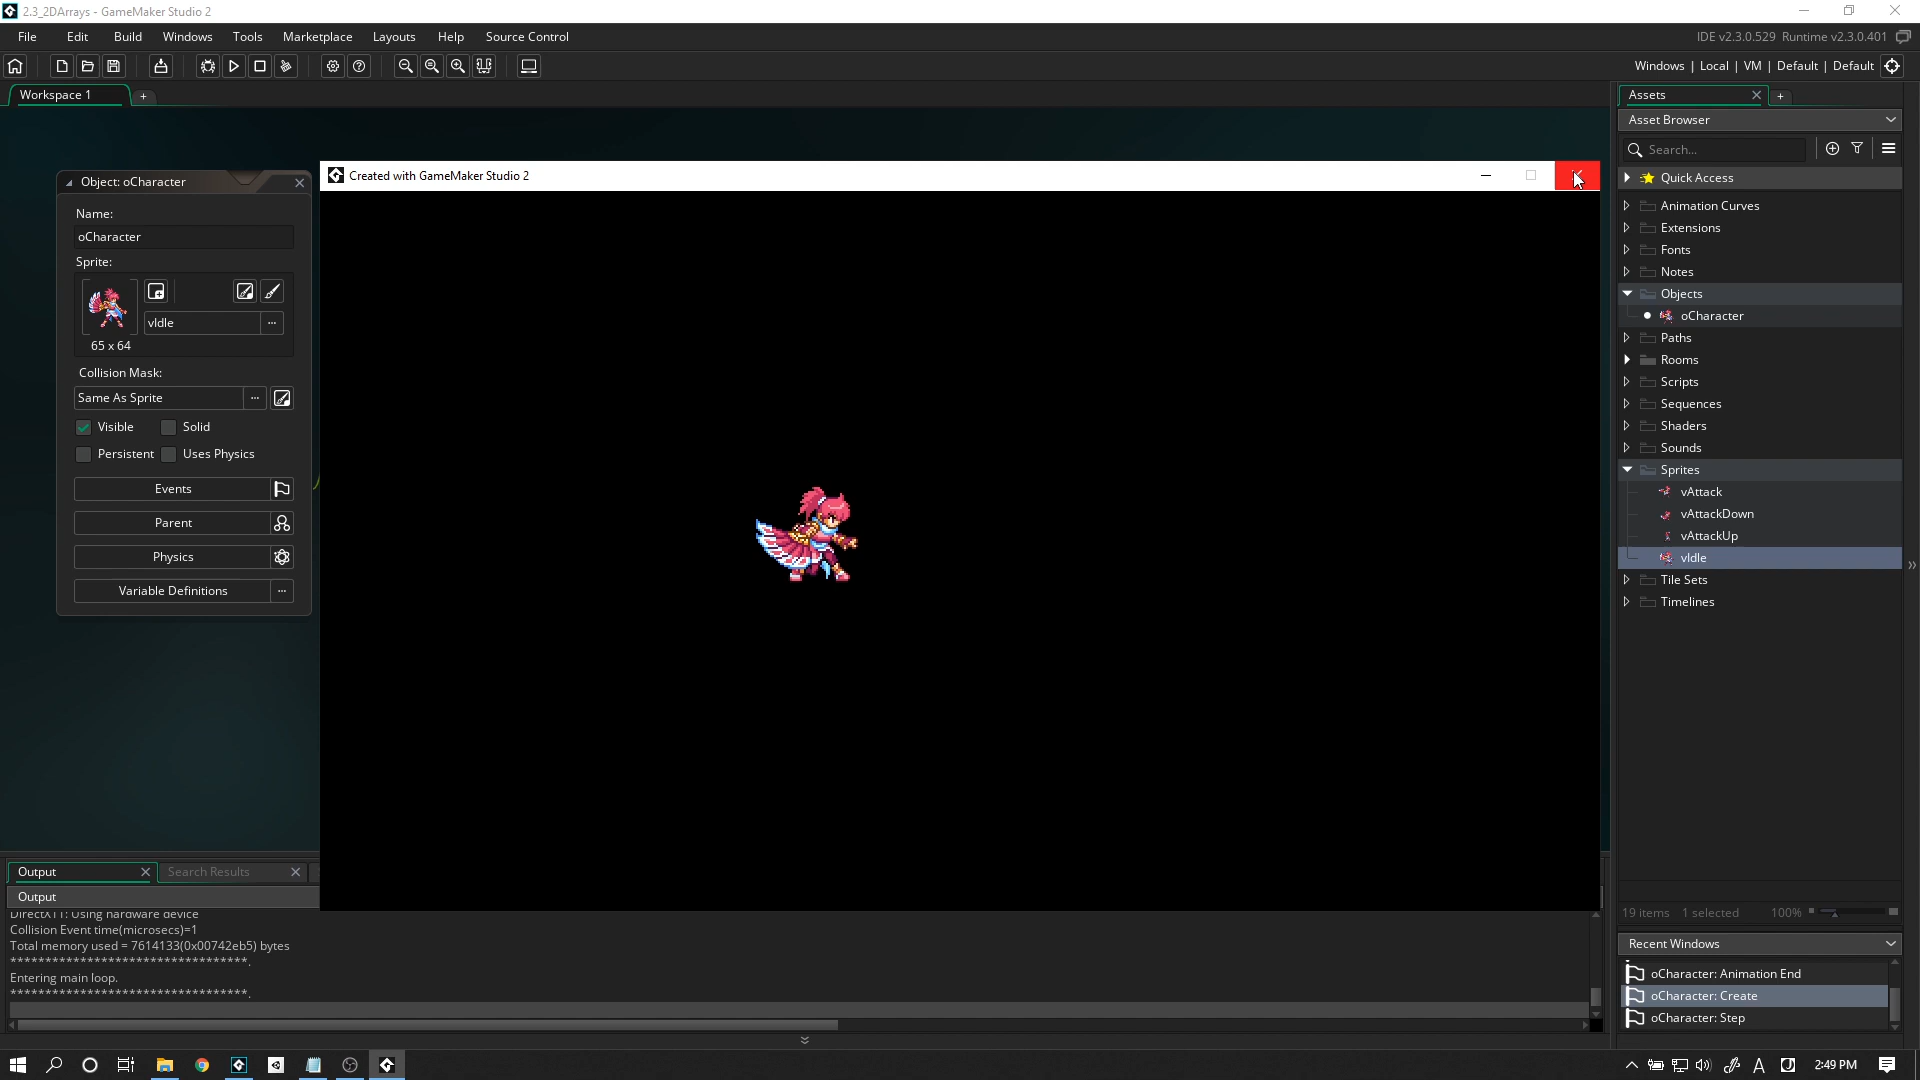 2.3_2DArrays - GameMaker Studio 2
File Edit Build Windows Tools Marketplace Layouts Help Source Control
IDE v2.3.0.529 Runtime v2.3.0.401
Windows | Local | VM | Default | Default
Workspace 1
+
Object: oCharacter
Name:
oCharacter
Sprite:
vIdle
...
65 x 64
Collision Mask:
Same As Sprite
...
Visible Solid
Persistent Uses Physics
Events
Parent
Physics
Variable Definitions
...
Created with GameMaker Studio 2
Assets
+
Asset Browser
Search...
Quick Access
Animation Curves
Extensions
Fonts
Notes
Objects
oCharacter
Paths
Rooms
Scripts
Sequences
Shaders
Sounds
Sprites
vAttack
vAttackDown
vAttackUp
vIdle
Tile Sets
Timelines
19 items 1 selected 100%
Recent Windows
oCharacter: Animation End
oCharacter: Create
oCharacter: Step
Output Search Results
Output
DirectX11: Using hardware device
Collision Event time(microsecs)=1
Total memory used = 7614133(0x00742eb5) bytes
**********************************.
Entering main loop.
**********************************.
A
2:49 PM